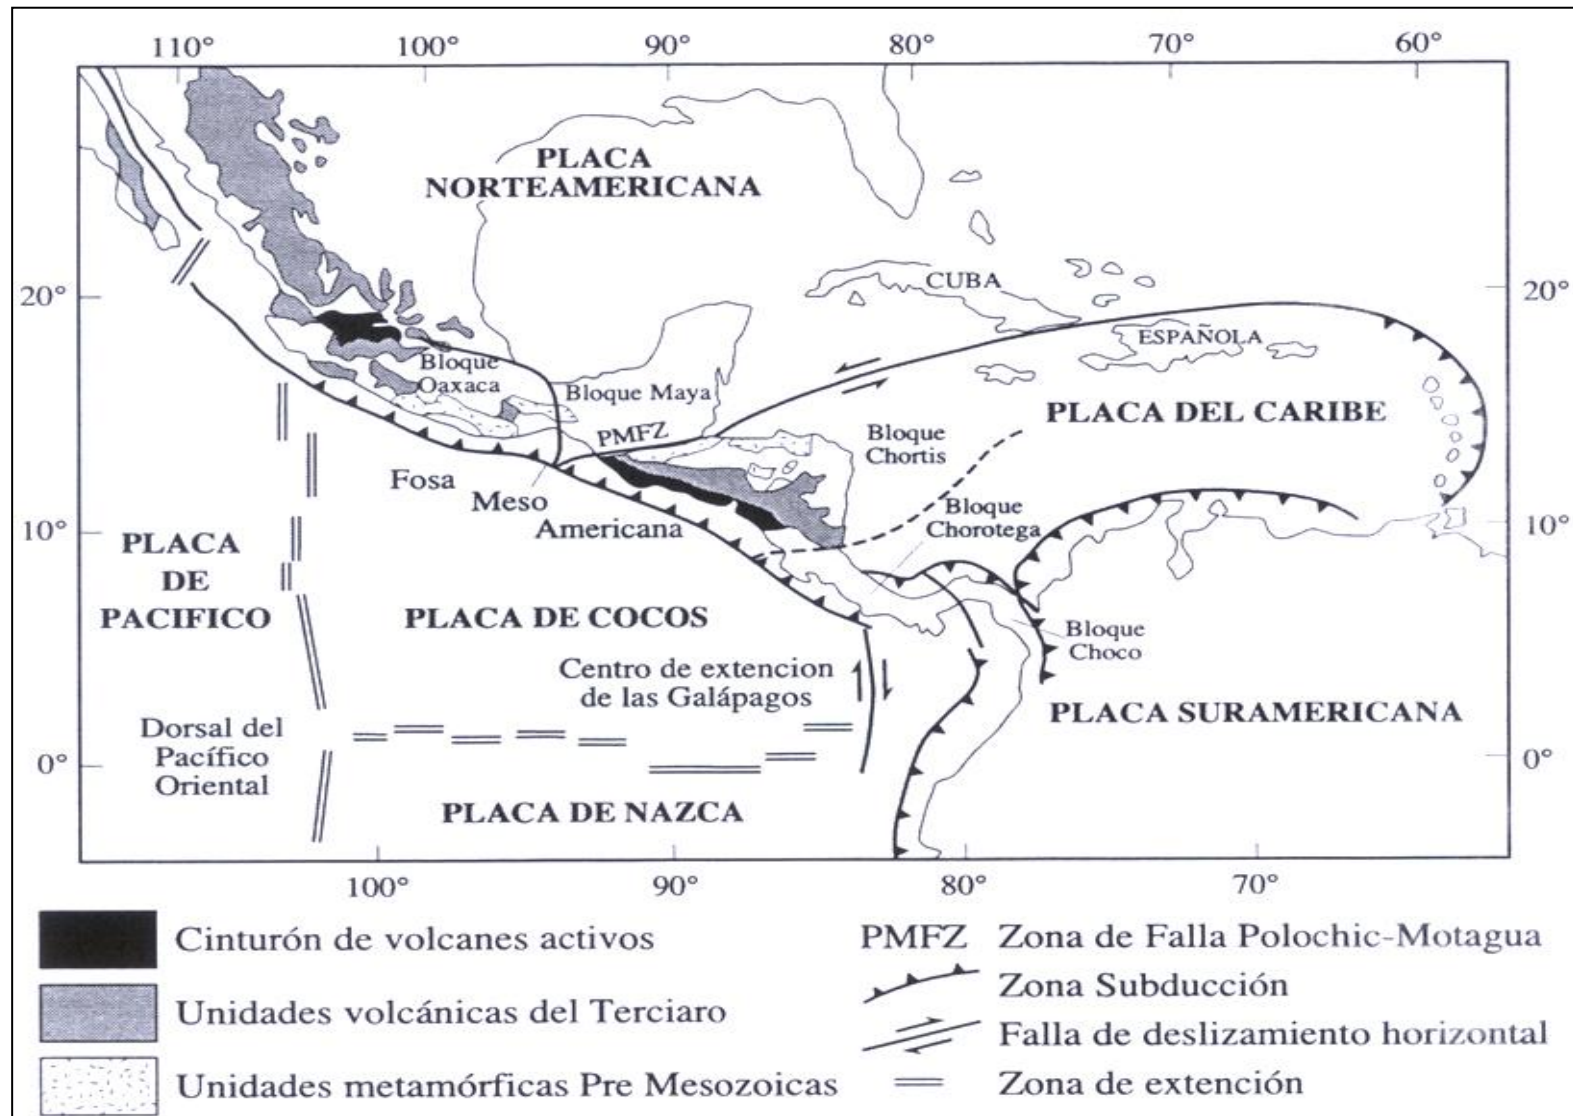 110° 100° 90° 80° 70° 60°
PLACA
NORTEAMERICANA
20°
CUBA
20°
ESPAÑOLA
Bloque
Oaxaca
Bloque Maya
PLACA DEL CARIBE
PMFZ
Bloque
Chortis
Fosa
Meso
Americana
Bloque
Chorotega
10°
10°
PLACA
DE
PACIFICO
PLACA DE COCOS
Bloque
Choco
Centro de extencion
de las Galápagos
PLACA SURAMERICANA
Dorsal del
Pacífico
Oriental
0°
0°
PLACA DE NAZCA
100° 90° 80° 70°
Cinturón de volcanes activos
Unidades volcánicas del Terciaro
Unidades metamórficas Pre Mesozoicas
PMFZ Zona de Falla Polochic-Motagua
Zona Subducción
Falla de deslizamiento horizontal
Zona de extención